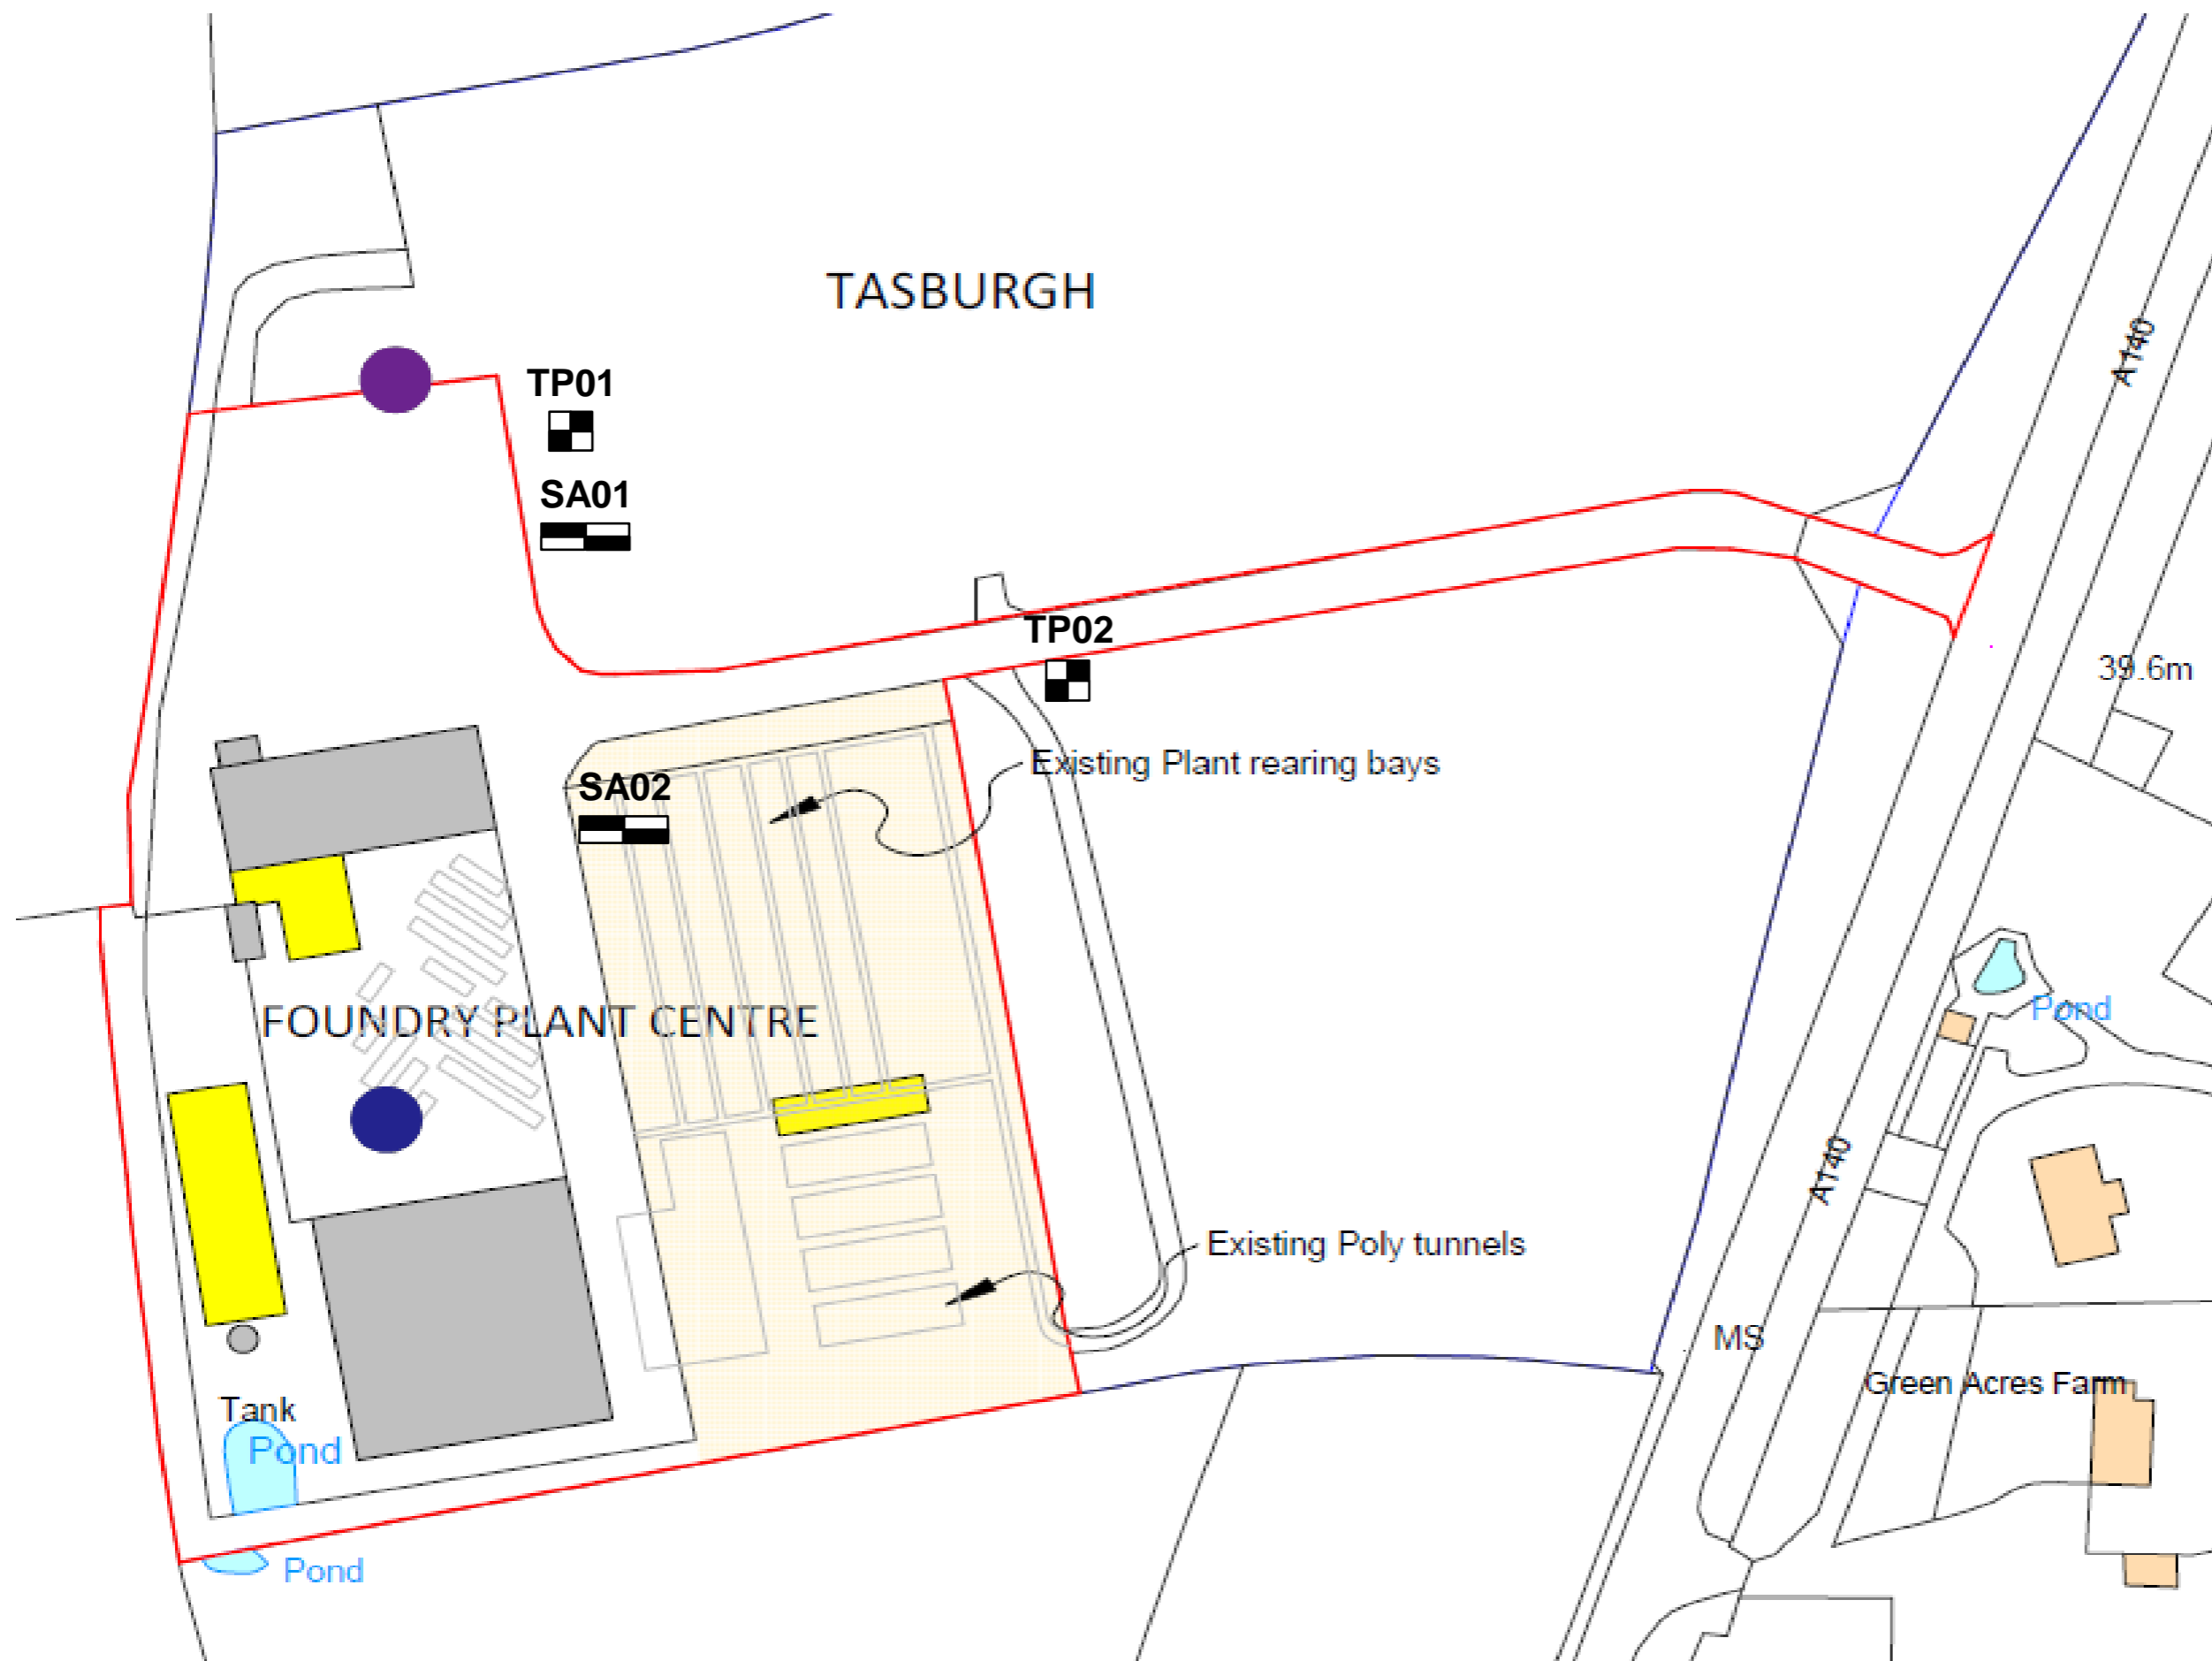 TASBURGH
A140
TP01
SA01
TP02
39.6m
Existing Plant rearing bays
SA02
Pond
FOUNDRY PLANT CENTRE
A140
Existing Poly tunnels
MS
Green Acres Farm
Tank
Pond
Pond